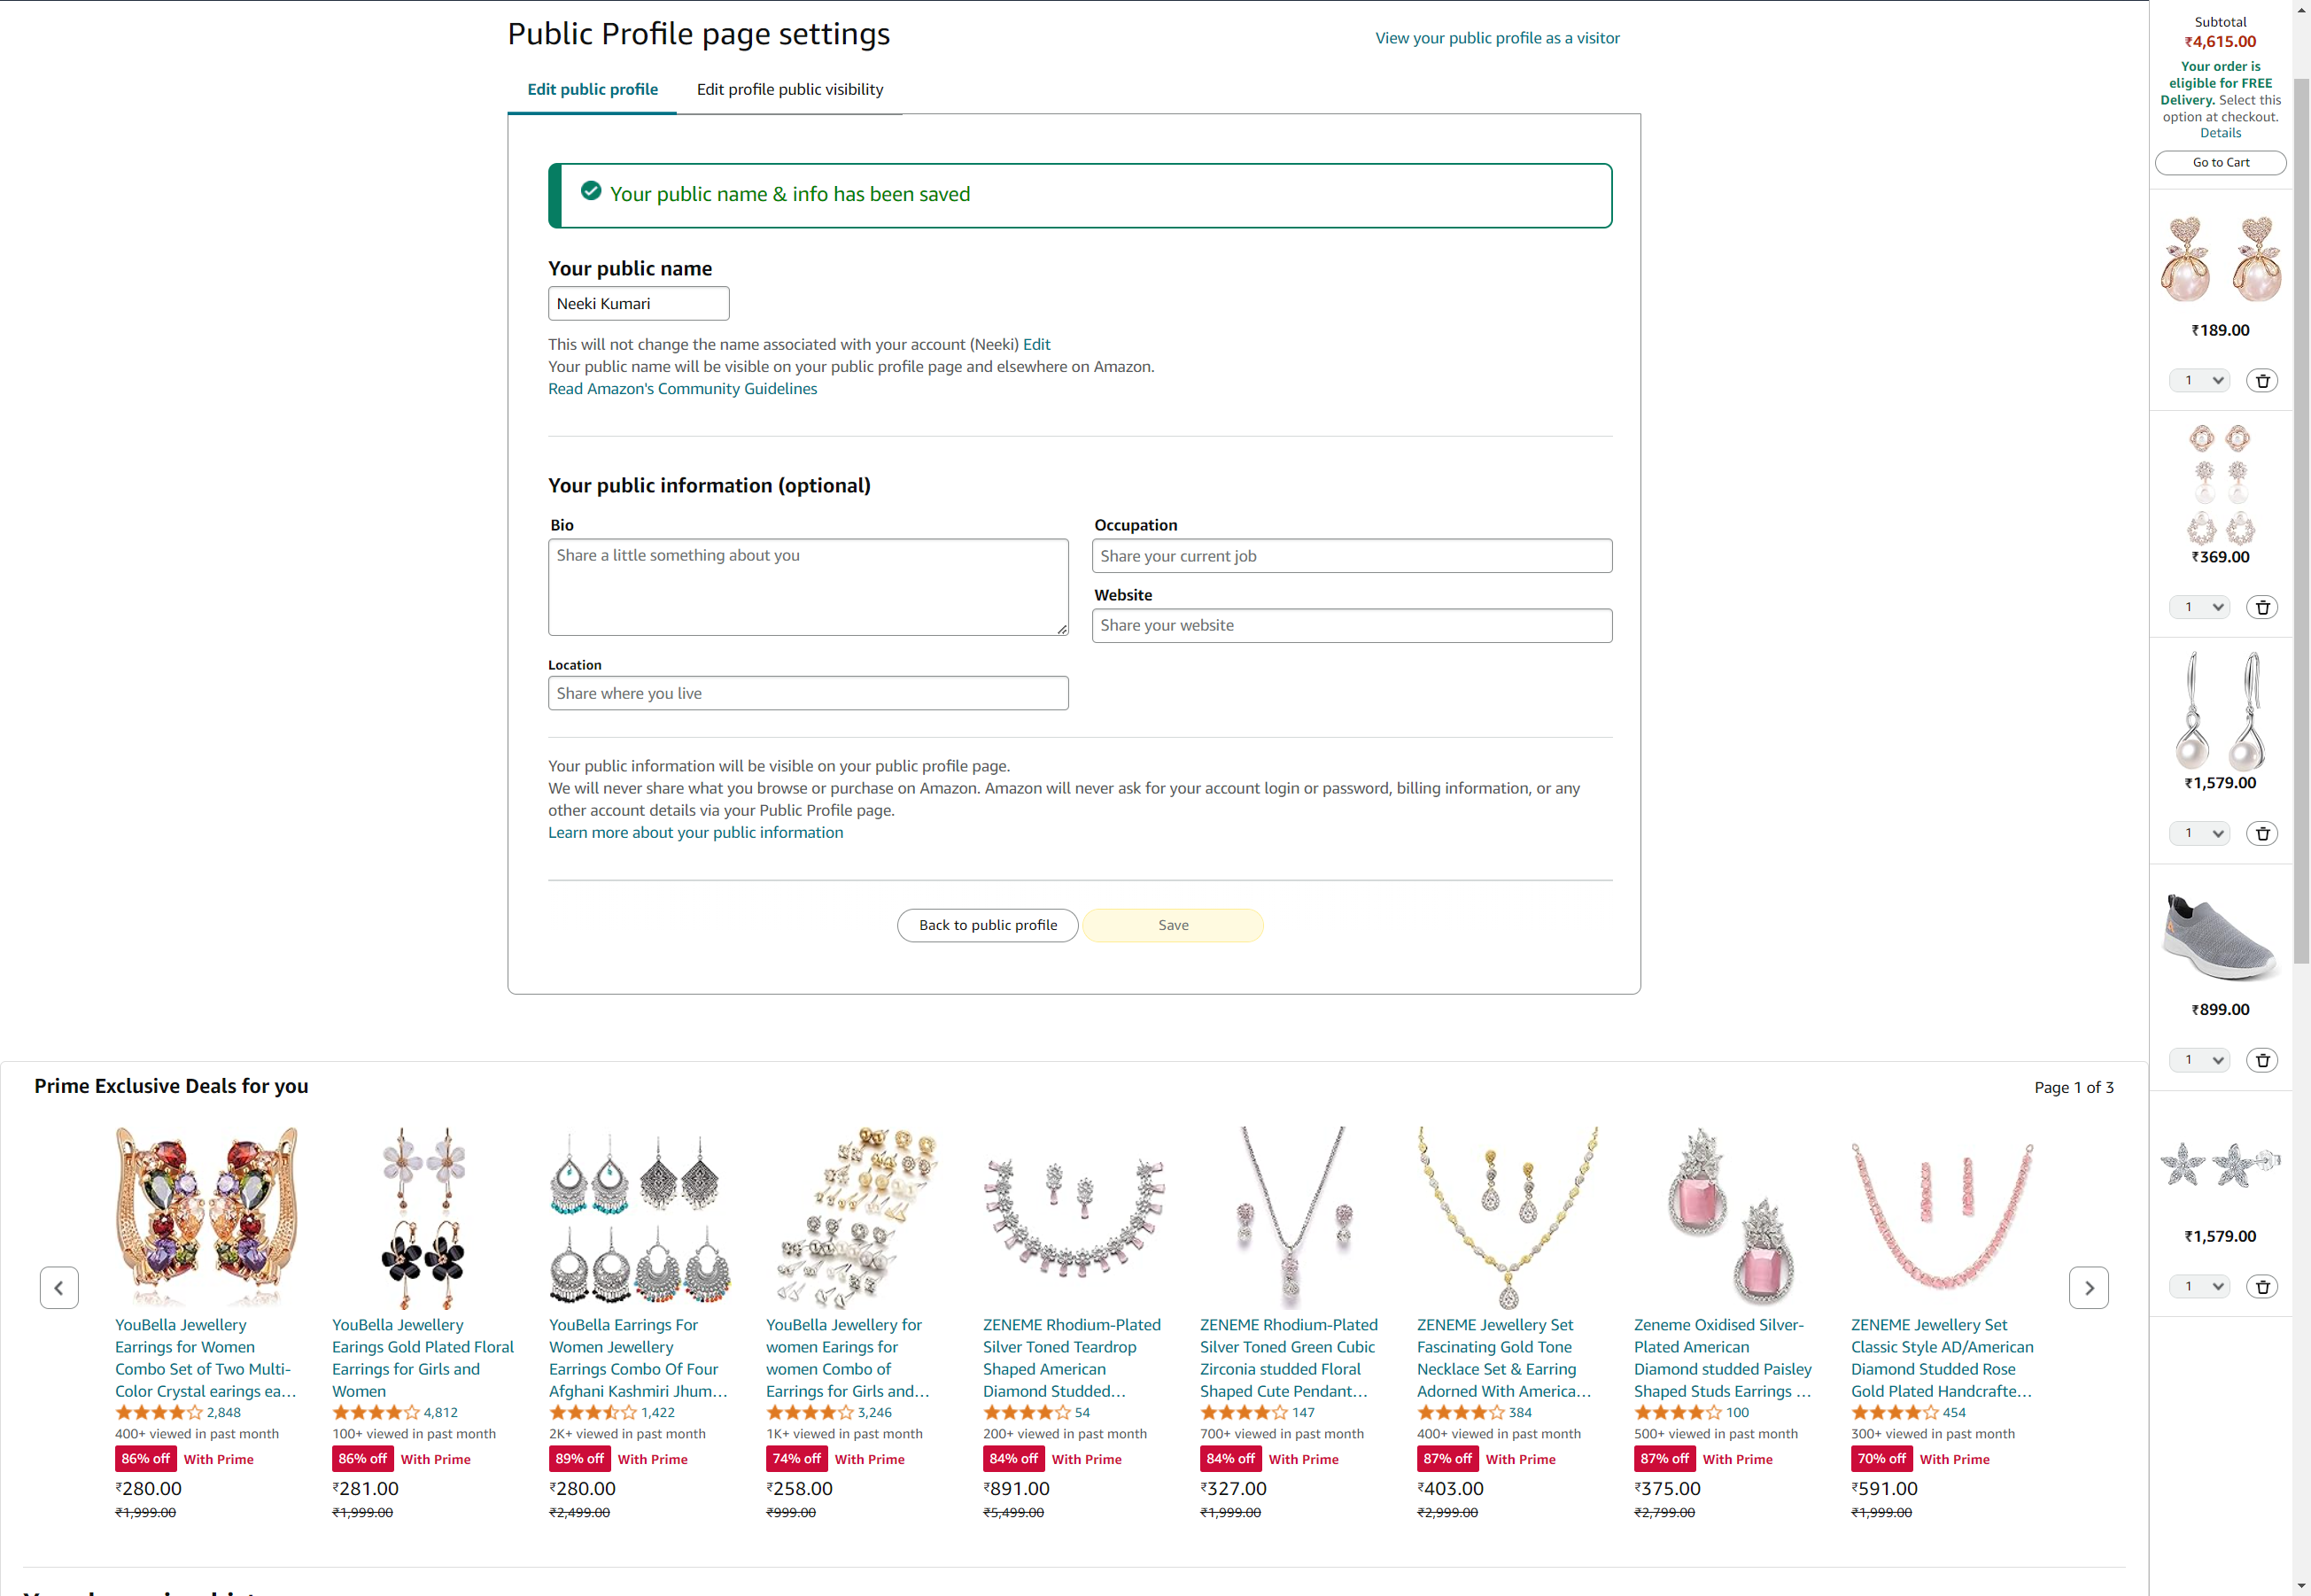 Public Profile page settings
View your public profile as a visitor
Edit public profile
Edit profile public visibility
Your public name & info has been saved
Your public name
Neeki Kumari
This will not change the name associated with your account (Neeki) Edit
Your public name will be visible on your public profile page and elsewhere on Amazon.
Read Amazon's Community Guidelines
Your public information (optional)
Bio
Share a little something about you
Occupation
Share your current job
Website
Share your website
Location
Share where you live
Your public information will be visible on your public profile page.
We will never share what you browse or purchase on Amazon. Amazon will never ask for your account login or password, billing information, or any
other account details via your Public Profile page.
Learn more about your public information
Back to public profile
Save
Subtotal
₹4,615.00
Your order is
eligible for FREE
Delivery. Select this
option at checkout.
Details
Go to Cart
₹189.00
1
₹369.00
1
₹1,579.00
1
₹899.00
1
₹1,579.00
1
Prime Exclusive Deals for you
Page 1 of 3
YouBella Jewellery
Earrings for Women
Combo Set of Two Multi-
Color Crystal earings ea...
2,848
400+ viewed in past month
86% off With Prime
₹280.00
₹1,999.00
YouBella Jewellery
Earings Gold Plated Floral
Earrings for Girls and
Women
4,812
100+ viewed in past month
86% off With Prime
₹281.00
₹1,999.00
YouBella Earrings For
Women Jewellery
Earrings Combo Of Four
Afghani Kashmiri Jhum...
1,422
2K+ viewed in past month
89% off With Prime
₹280.00
₹2,499.00
YouBella Jewellery for
women Earings for
women Combo of
Earrings for Girls and...
3,246
1K+ viewed in past month
74% off With Prime
₹258.00
₹999.00
ZENEME Rhodium-Plated
Silver Toned Teardrop
Shaped American
Diamond Studded...
54
200+ viewed in past month
84% off With Prime
₹891.00
₹5,499.00
ZENEME Rhodium-Plated
Silver Toned Green Cubic
Zirconia studded Floral
Shaped Cute Pendant...
147
700+ viewed in past month
84% off With Prime
₹327.00
₹1,999.00
ZENEME Jewellery Set
Fascinating Gold Tone
Necklace Set & Earring
Adorned With America...
384
400+ viewed in past month
87% off With Prime
₹403.00
₹2,999.00
Zeneme Oxidised Silver-
Plated American
Diamond studded Paisley
Shaped Studs Earrings ...
100
500+ viewed in past month
87% off With Prime
₹375.00
₹2,799.00
ZENEME Jewellery Set
Classic Style AD/American
Diamond Studded Rose
Gold Plated Handcrafte...
454
300+ viewed in past month
70% off With Prime
₹591.00
₹1,999.00